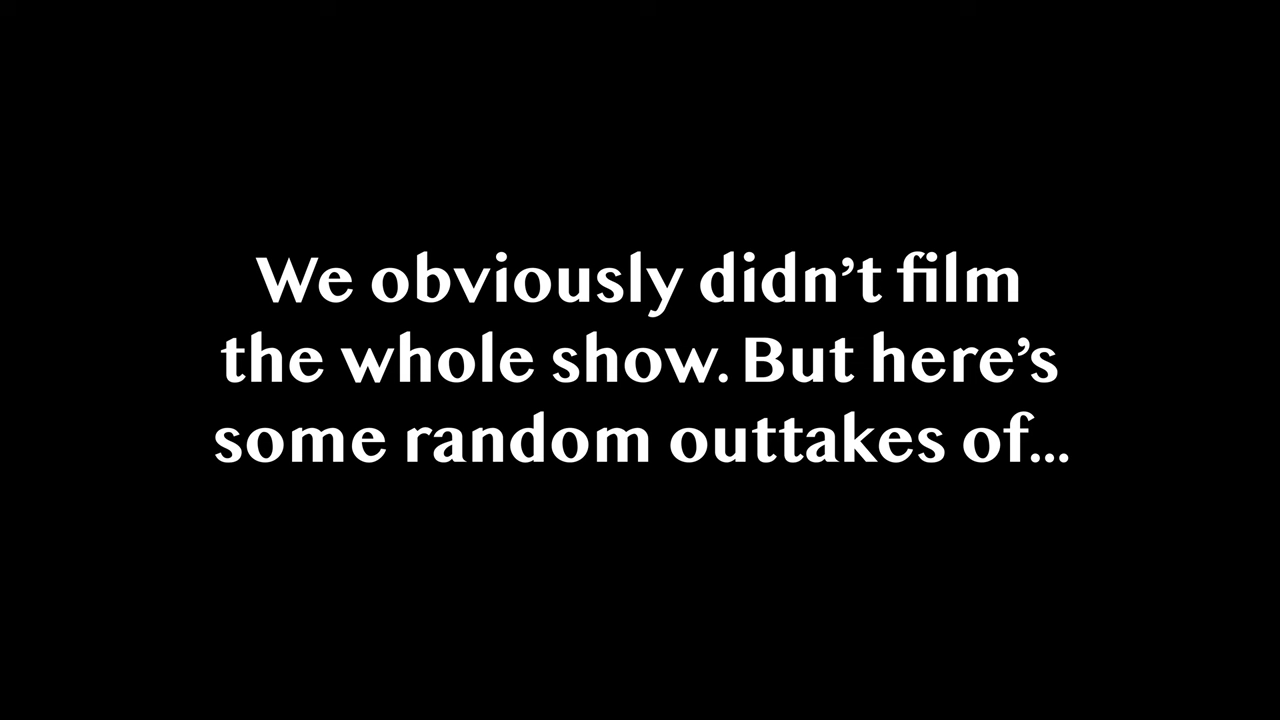 We obviously didn’t film
the whole show. But here’s
some random outtakes of...